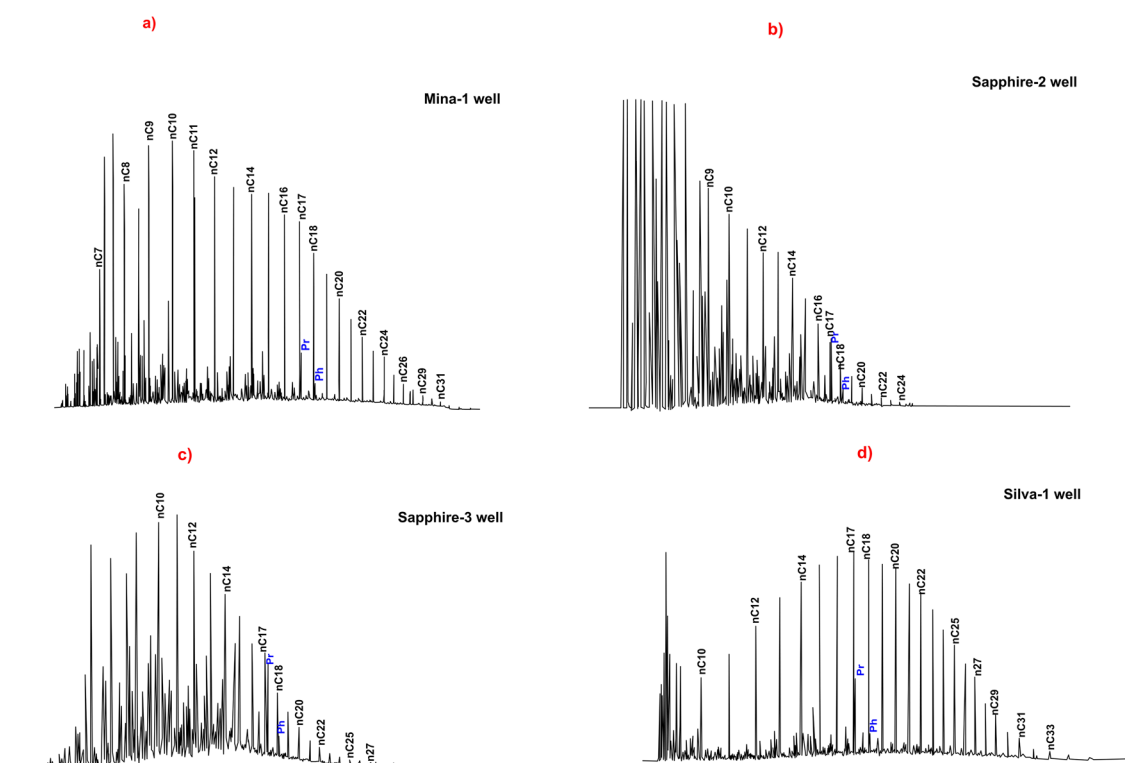 a)
Mina-1 well
nC7
nC8
nC9
nC10
nC11
nC12
nC14
nC16
nC17
nC18
nC20
nC22
nC24
nC26
nC29
nC31
Pr
Ph
b)
Sapphire-2 well
nC9
nC10
nC12
nC14
nC16
nC17
Pr
nC18
Ph
nC20
nC22
nC24
c)
Sapphire-3 well
nC10
nC12
nC14
nC17
Pr
nC18
Ph
nC20
nC22
nC25
n27
d)
Silva-1 well
nC10
nC12
nC14
nC17
nC18
Pr
Ph
nC20
nC22
nC25
n27
nC29
nC31
nC33